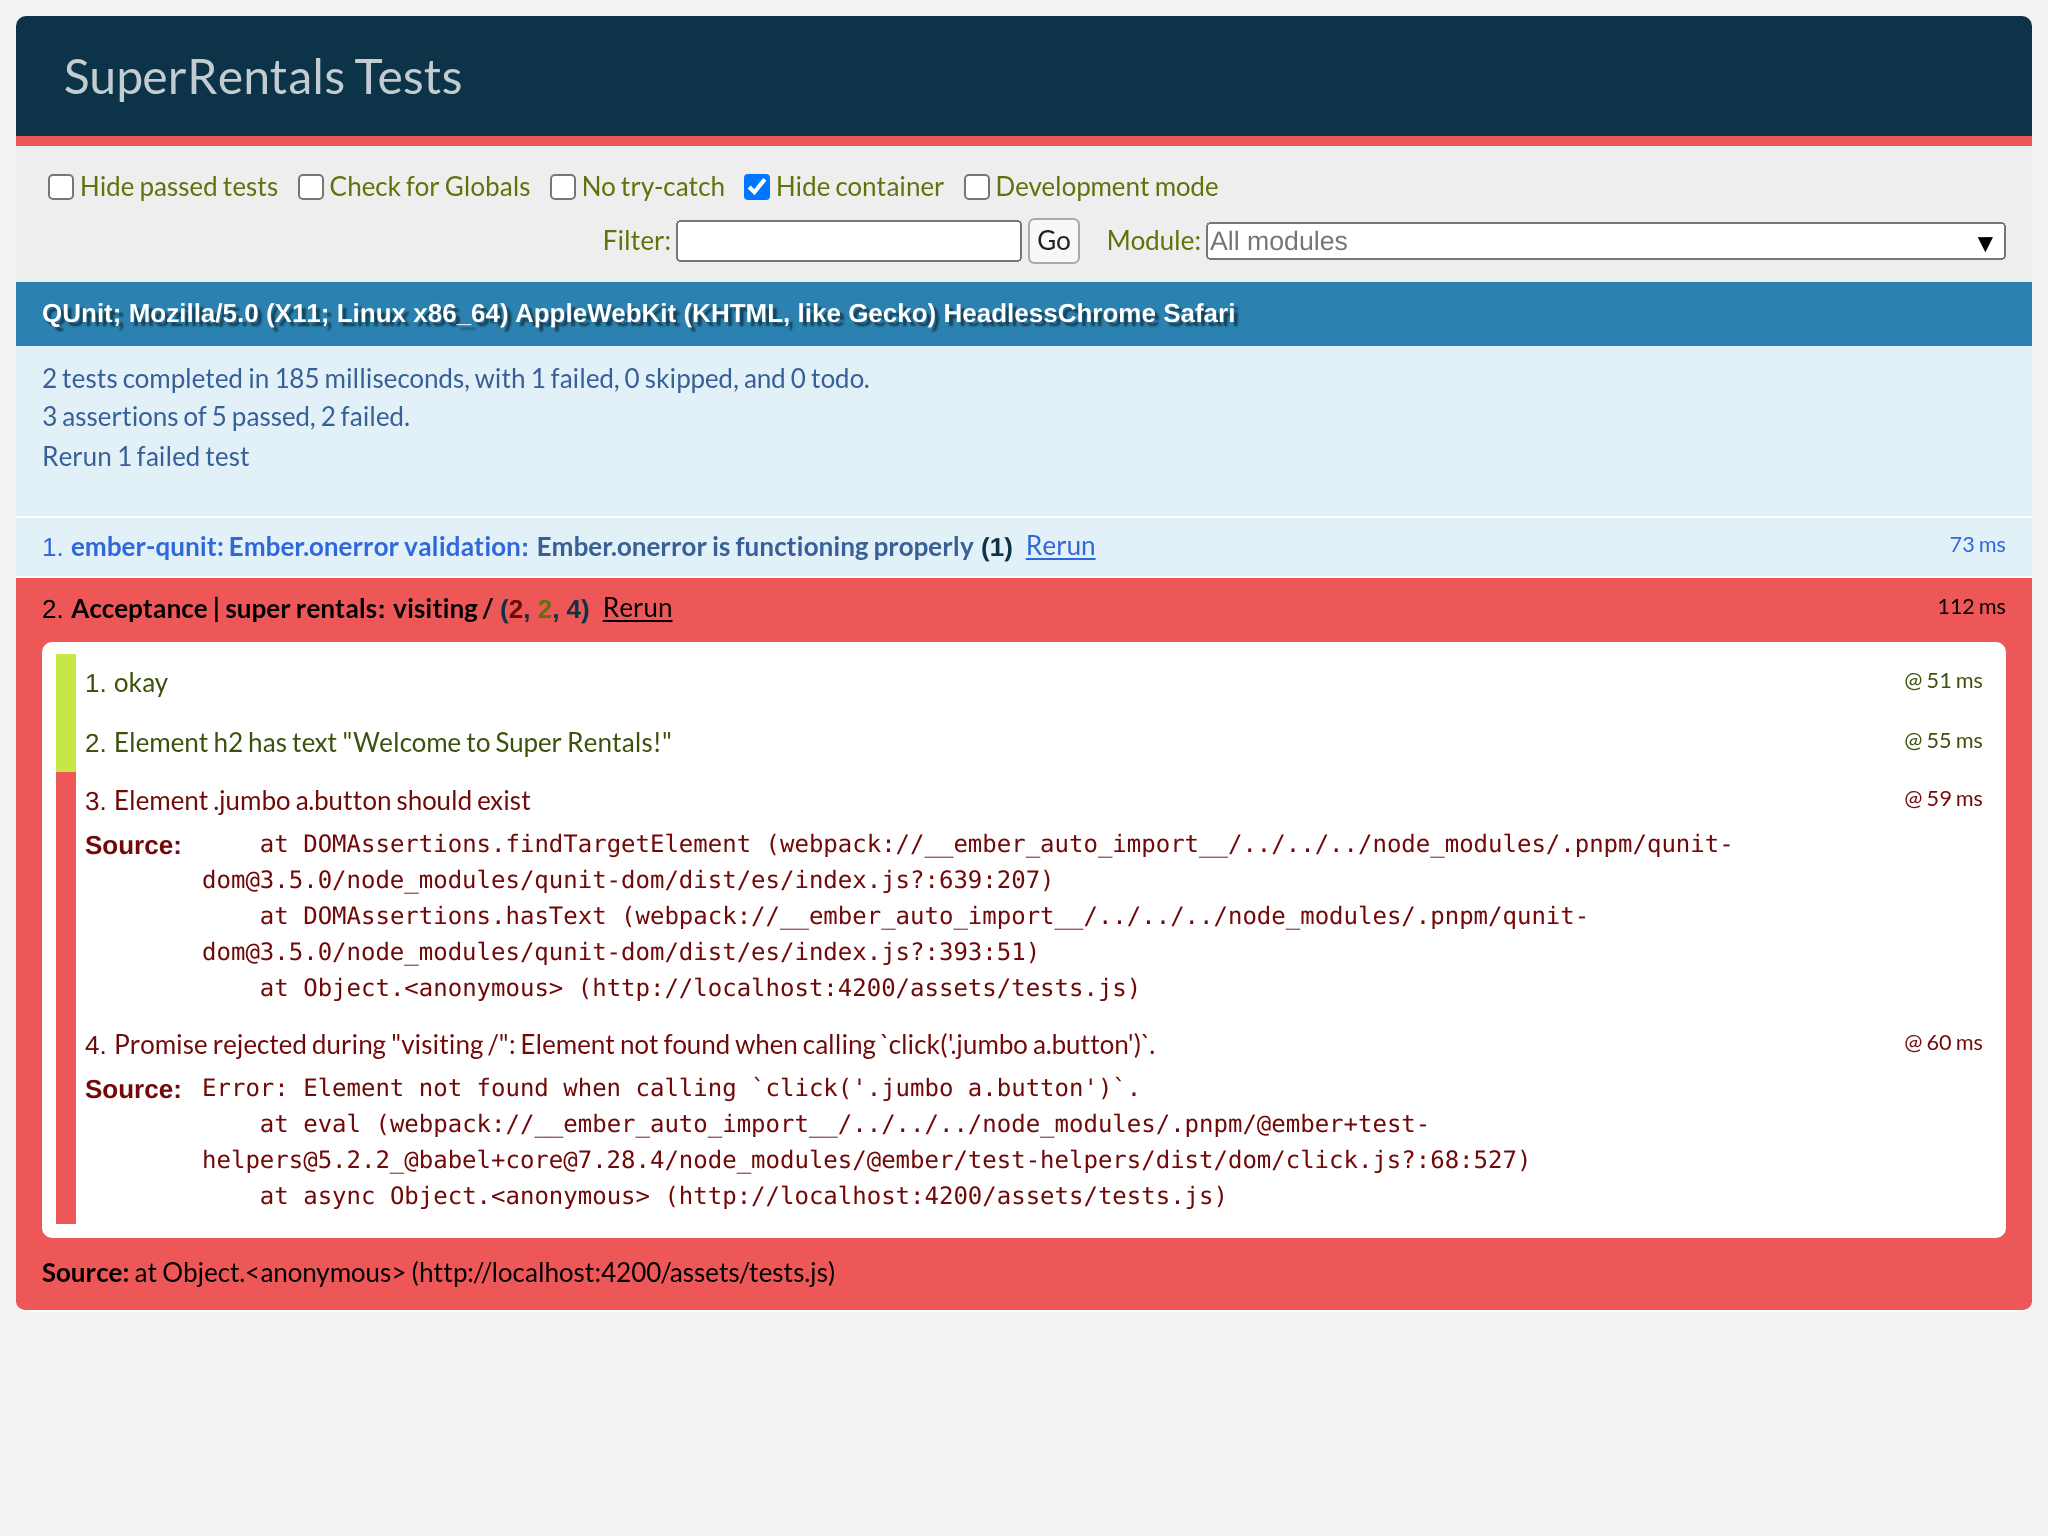 SuperRentals Tests
Hide passed tests Check for Globals No try-catch Hide container Development mode
Filter: Go Module: All modules ▼
QUnit; Mozilla/5.0 (X11; Linux x86_64) AppleWebKit (KHTML, like Gecko) HeadlessChrome Safari
2 tests completed in 185 milliseconds, with 1 failed, 0 skipped, and 0 todo.
3 assertions of 5 passed, 2 failed.
Rerun 1 failed test
1. ember-qunit: Ember.onerror validation: Ember.onerror is functioning properly (1) Rerun 73 ms
2. Acceptance | super rentals: visiting / (2, 2, 4) Rerun 112 ms
1. okay @ 51 ms
2. Element h2 has text "Welcome to Super Rentals!" @ 55 ms
3. Element .jumbo a.button should exist @ 59 ms
Source: at DOMAssertions.findTargetElement (webpack://__ember_auto_import__/../../../node_modules/.pnpm/qunit-
dom@3.5.0/node_modules/qunit-dom/dist/es/index.js?:639:207)
at DOMAssertions.hasText (webpack://__ember_auto_import__/../../../node_modules/.pnpm/qunit-
dom@3.5.0/node_modules/qunit-dom/dist/es/index.js?:393:51)
at Object.<anonymous> (http://localhost:4200/assets/tests.js)
4. Promise rejected during "visiting /": Element not found when calling `click('.jumbo a.button')`. @ 60 ms
Source: Error: Element not found when calling `click('.jumbo a.button')`.
at eval (webpack://__ember_auto_import__/../../../node_modules/.pnpm/@ember+test-
helpers@5.2.2_@babel+core@7.28.4/node_modules/@ember/test-helpers/dist/dom/click.js?:68:527)
at async Object.<anonymous> (http://localhost:4200/assets/tests.js)
Source: at Object.<anonymous> (http://localhost:4200/assets/tests.js)